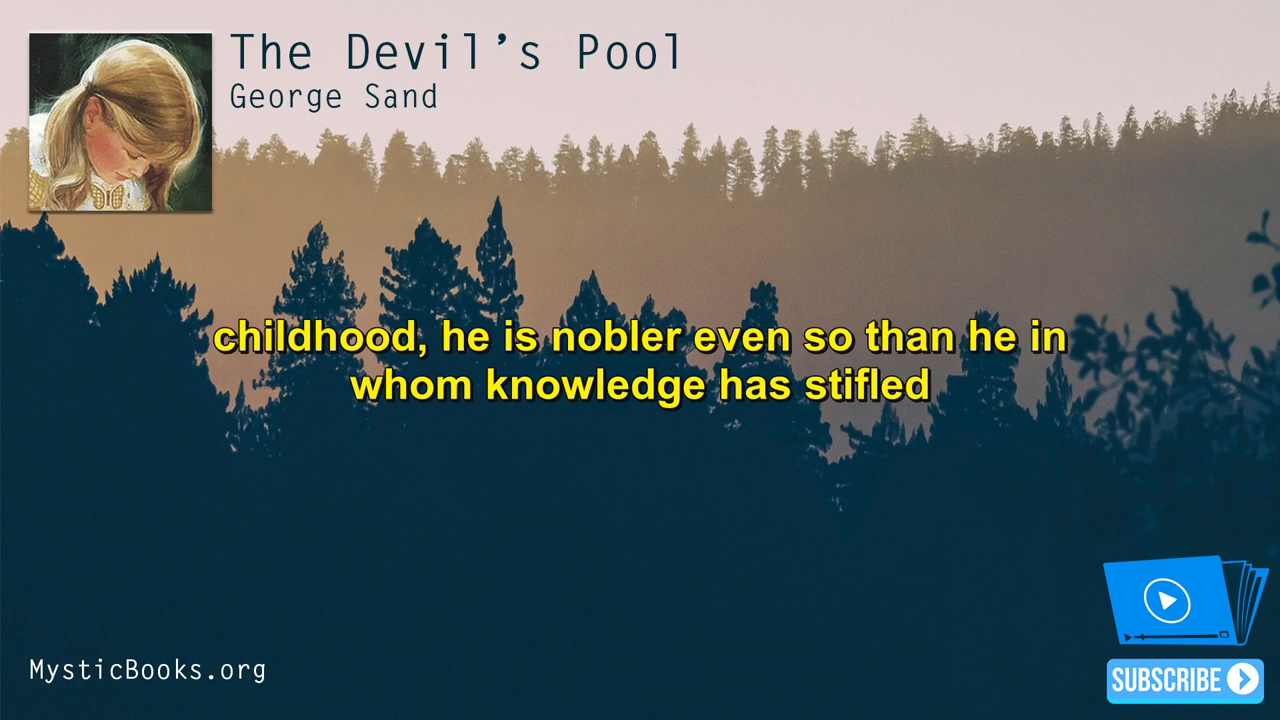 The Devil’s Pool
George Sand
childhood, he is nobler even so than he in
whom knowledge has stifled
MysticBooks.org
SUBSCRIBE